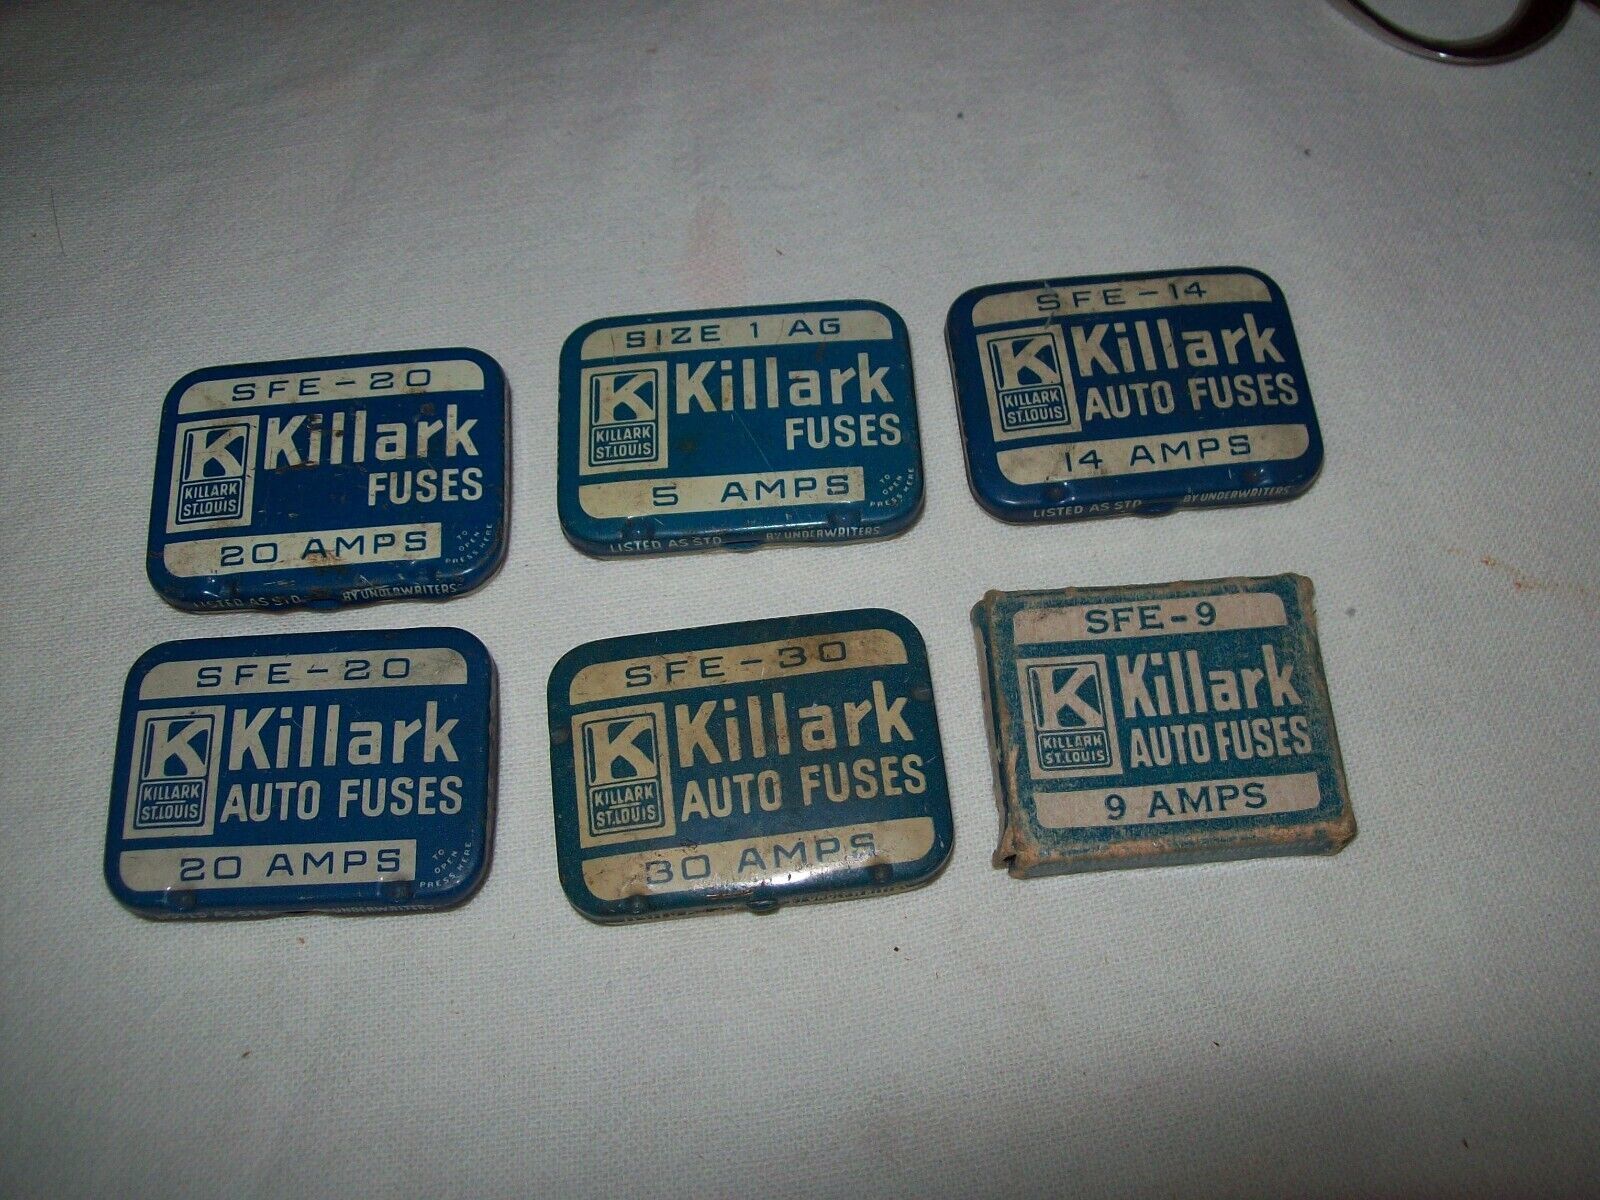 SFE-20
Killark
FUSES
KILLARK
ST.LOUIS
20 AMPS
TO
OPEN
PRESS HERE
LISTED AS STD. BY UNDERWRITERS
SIZE 1 AG
Killark
FUSES
KILLARK
ST.LOUIS
5 AMPS
TO
OPEN
PRESS HERE
LISTED AS STD. BY UNDERWRITERS
SFE-14
Killark
AUTO FUSES
KILLARK
ST.LOUIS
14 AMPS
LISTED AS STD. BY UNDERWRITERS
SFE-20
Killark
AUTO FUSES
KILLARK
ST.LOUIS
20 AMPS
TO
OPEN
PRESS HERE
UNDERWRITERS
SFE-30
Killark
AUTO FUSES
KILLARK
ST.LOUIS
30 AMPS
SFE-9
Killark
AUTO FUSES
KILLARK
ST.LOUIS
9 AMPS